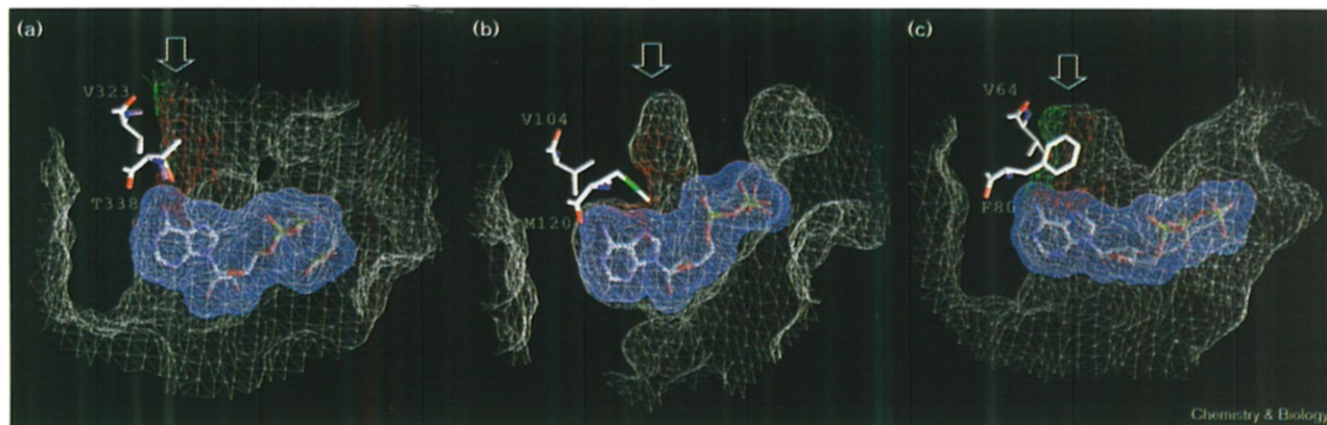 (a)
V323
T338
(b)
V104
M120
(c)
V64
F80
Chemistry & Biology